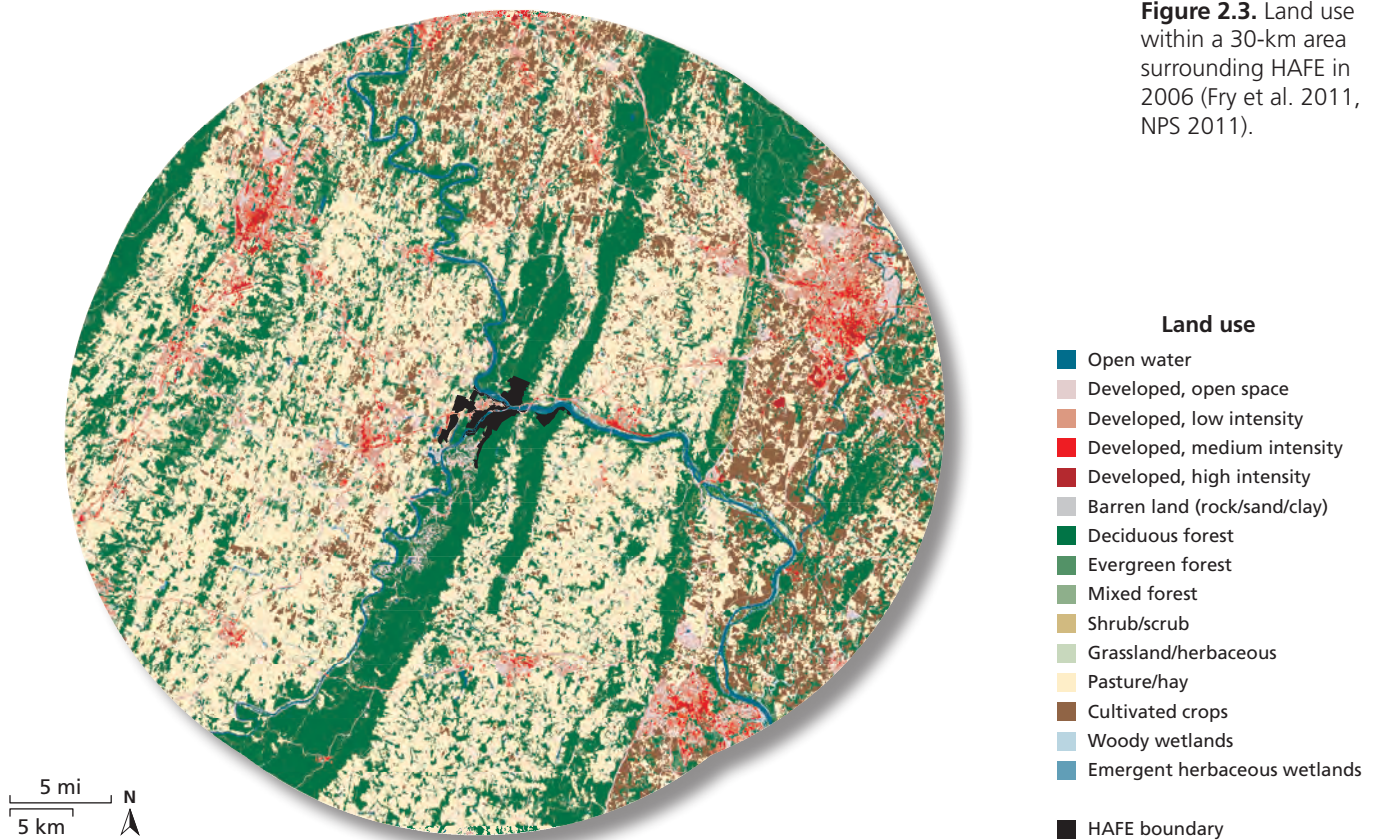 Figure 2.3. Land use
within a 30-km area
surrounding HAFE in
2006 (Fry et al. 2011,
NPS 2011).
Land use
Open water
Developed, open space
Developed, low intensity
Developed, medium intensity
Developed, high intensity
Barren land (rock/sand/clay)
Deciduous forest
Evergreen forest
Mixed forest
Shrub/scrub
Grassland/herbaceous
Pasture/hay
Cultivated crops
Woody wetlands
Emergent herbaceous wetlands
HAFE boundary
5 mi
5 km
N